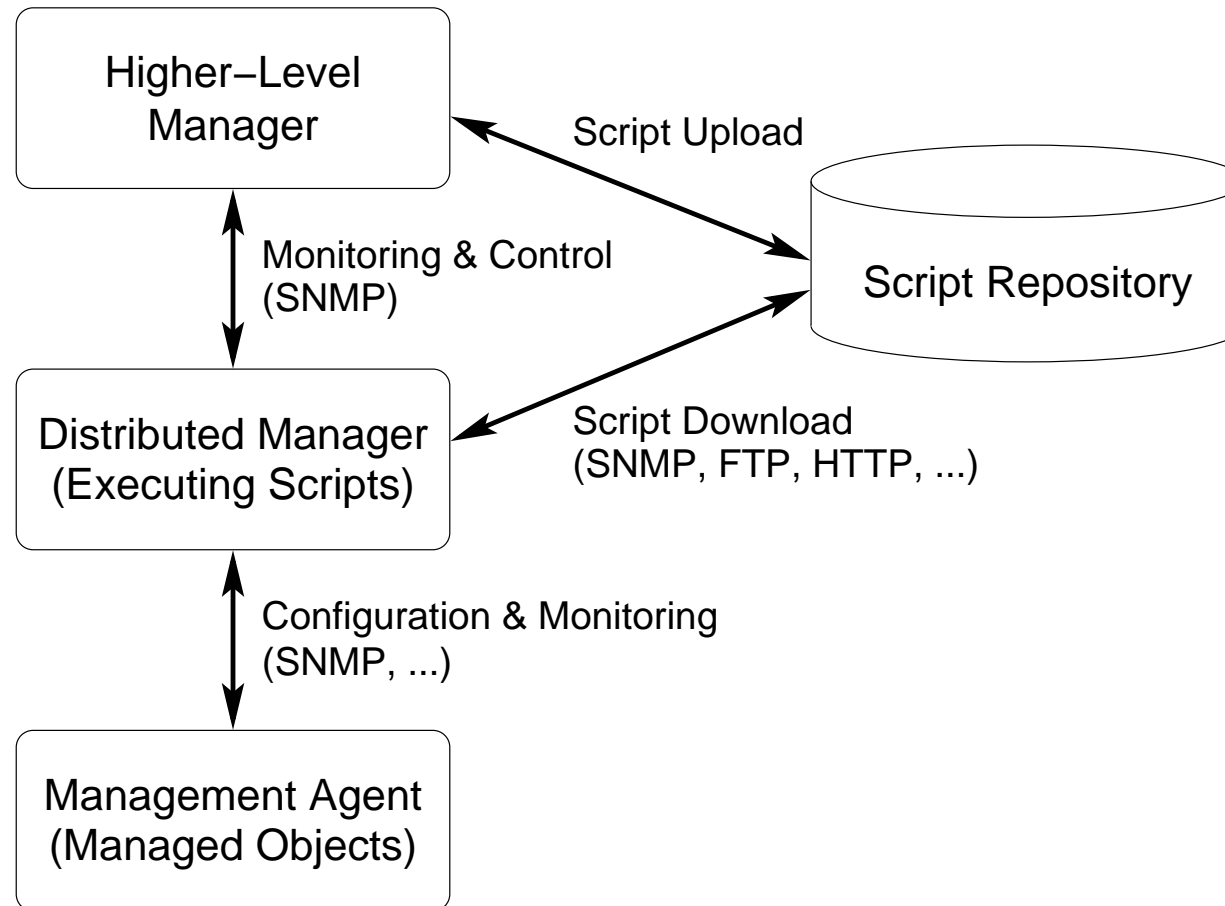 Higher−Level
Manager
Script Upload
Monitoring & Control
(SNMP)
Script Repository
Distributed Manager
(Executing Scripts)
Script Download
(SNMP, FTP, HTTP, ...)
Configuration & Monitoring
(SNMP, ...)
Management Agent
(Managed Objects)